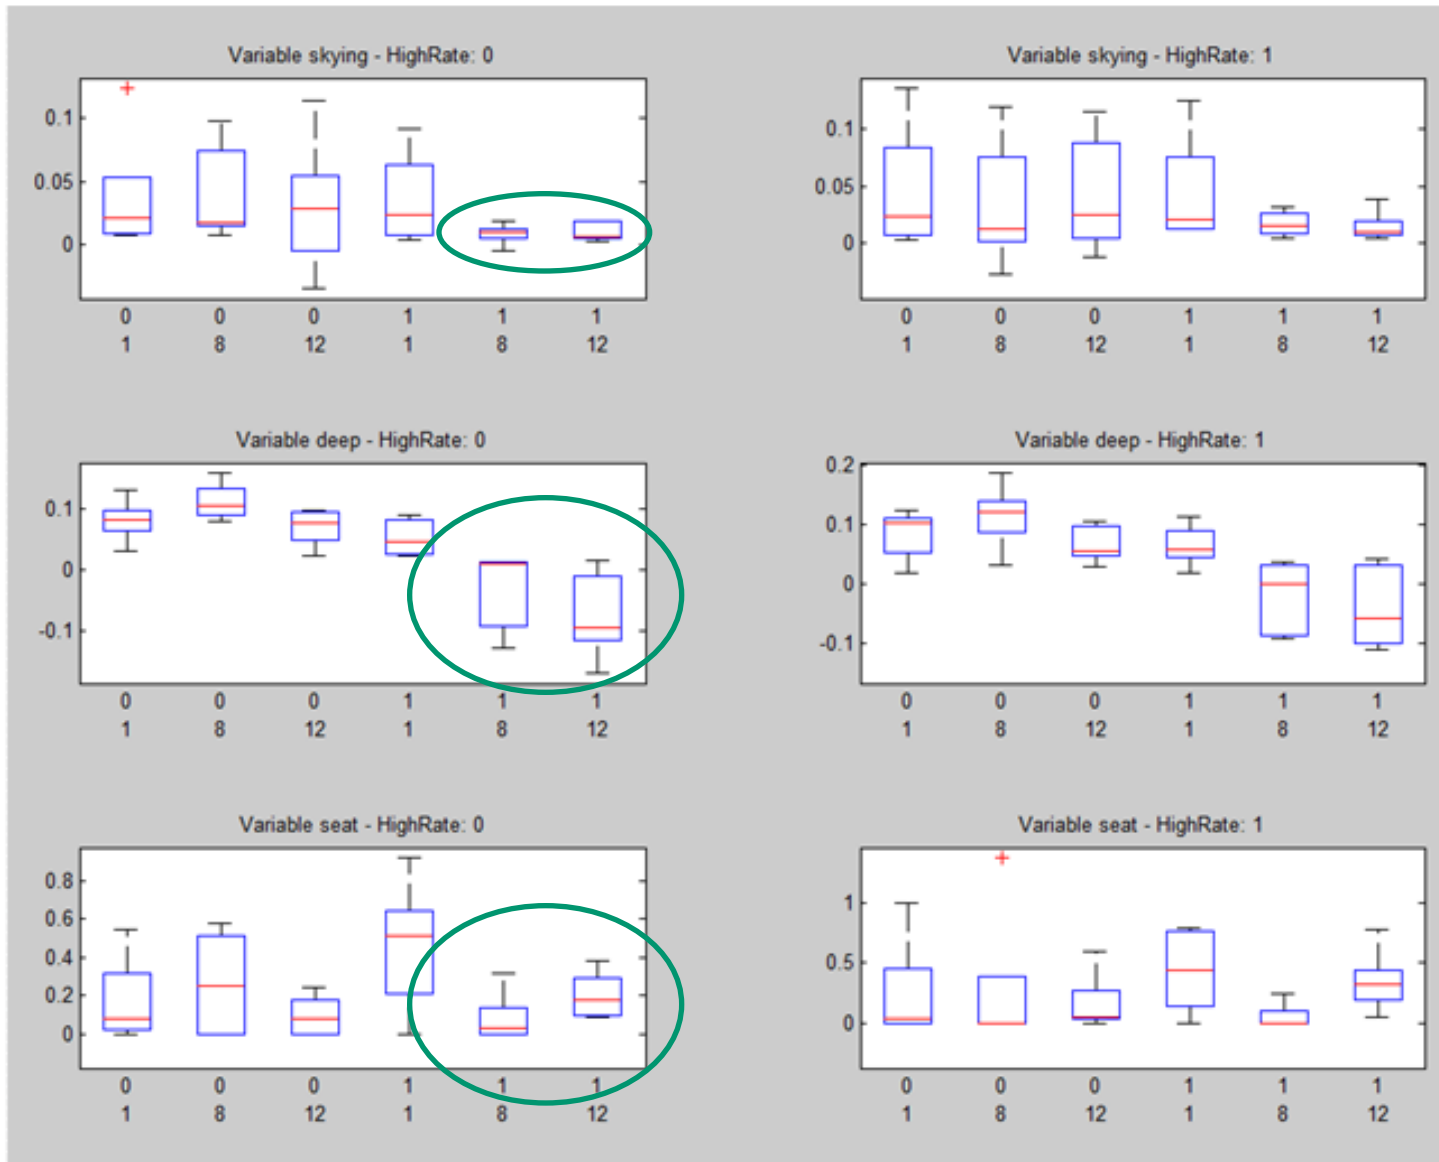 Variable skying - HighRate: 0
0.1
0.05
0
0 0 0 1 1 1
1 8 12 1 8 12
Variable skying - HighRate: 1
0.1
0.05
0
0 0 0 1 1 1
1 8 12 1 8 12
Variable deep - HighRate: 0
0.1
0
-0.1
0 0 0 1 1 1
1 8 12 1 8 12
Variable deep - HighRate: 1
0.2
0.1
0
-0.1
0 0 0 1 1 1
1 8 12 1 8 12
Variable seat - HighRate: 0
0.8
0.6
0.4
0.2
0
0 0 0 1 1 1
1 8 12 1 8 12
Variable seat - HighRate: 1
1
0.5
0
0 0 0 1 1 1
1 8 12 1 8 12